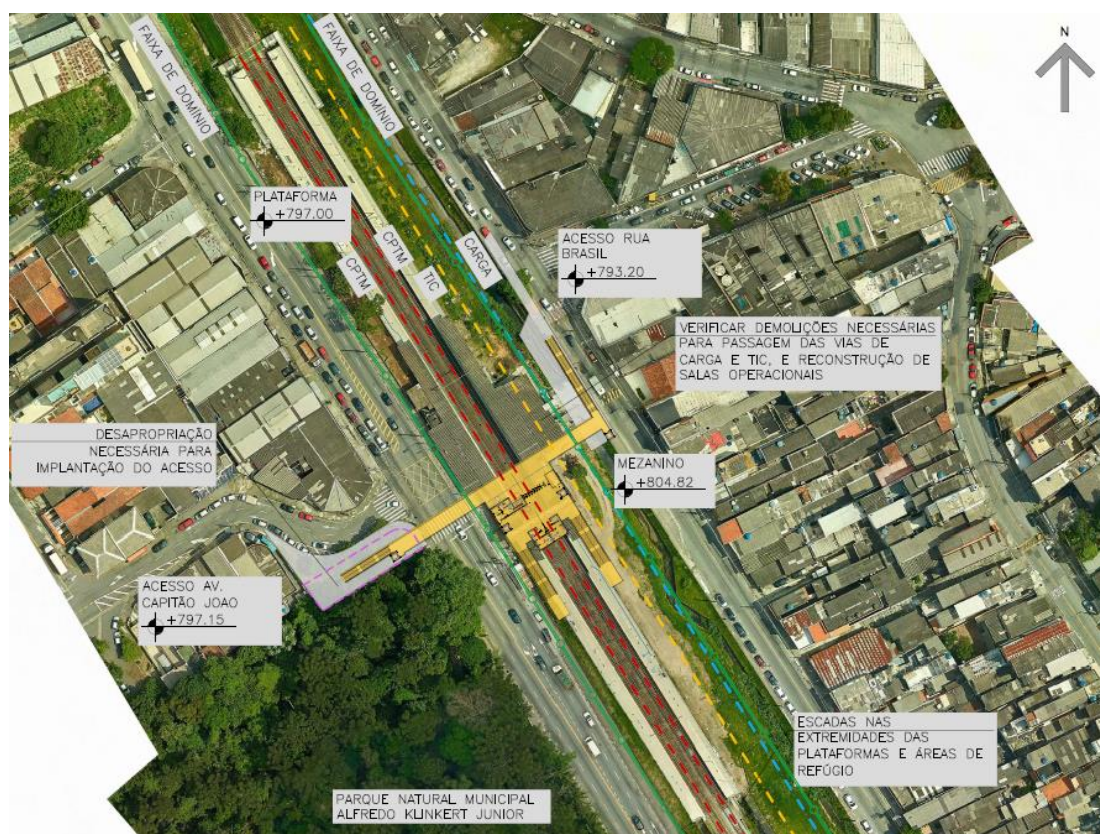 N
FAIXA DE DOMÍNIO
FAIXA DE DOMÍNIO
PLATAFORMA
+797.00
CPTM
CPTM
TIC
CARGA
ACESSO RUA
BRASIL
+793.20
VERIFICAR DEMOLIÇÕES NECESSÁRIAS
PARA PASSAGEM DAS VIAS DE
CARGA E TIC, E RECONSTRUÇÃO DE
SALAS OPERACIONAIS
DESAPROPRIAÇÃO
NECESSÁRIA PARA
IMPLANTAÇÃO DO ACESSO
MEZANINO
+804.82
ACESSO AV.
CAPITÃO JOAO
+797.15
ESCADAS NAS
EXTREMIDADES DAS
PLATAFORMAS E ÁREAS DE
REFÚGIO
PARQUE NATURAL MUNICIPAL
ALFREDO KLINKERT JUNIOR